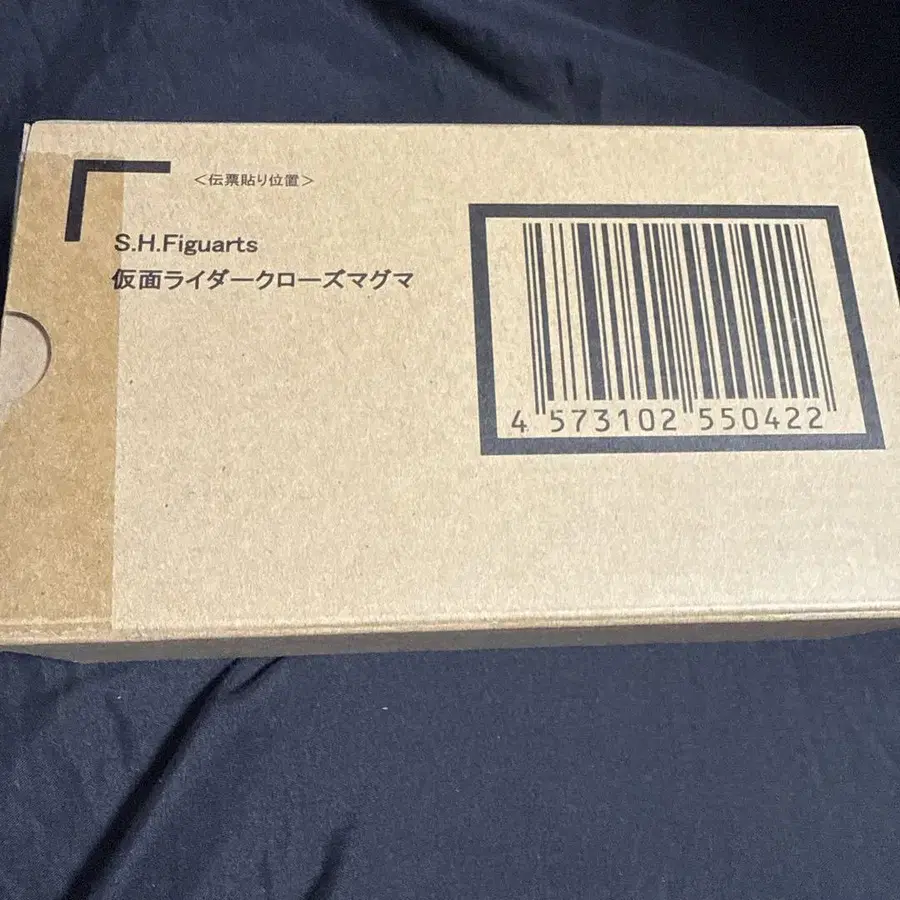 <伝票貼り位置>
S.H.Figuarts
仮面ライダークローズマグマ
4 573102 550422